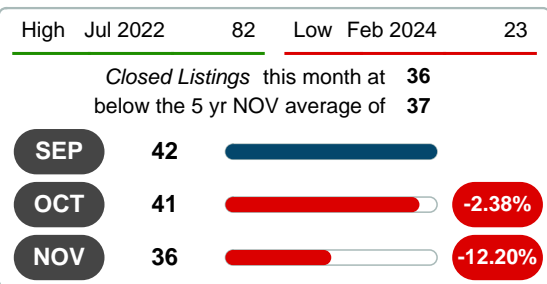 High Jul 2022 82 Low Feb 2024 23
Closed Listings this month at 36
below the 5 yr NOV average of 37
SEP 42
OCT 41 -2.38%
NOV 36 -12.20%